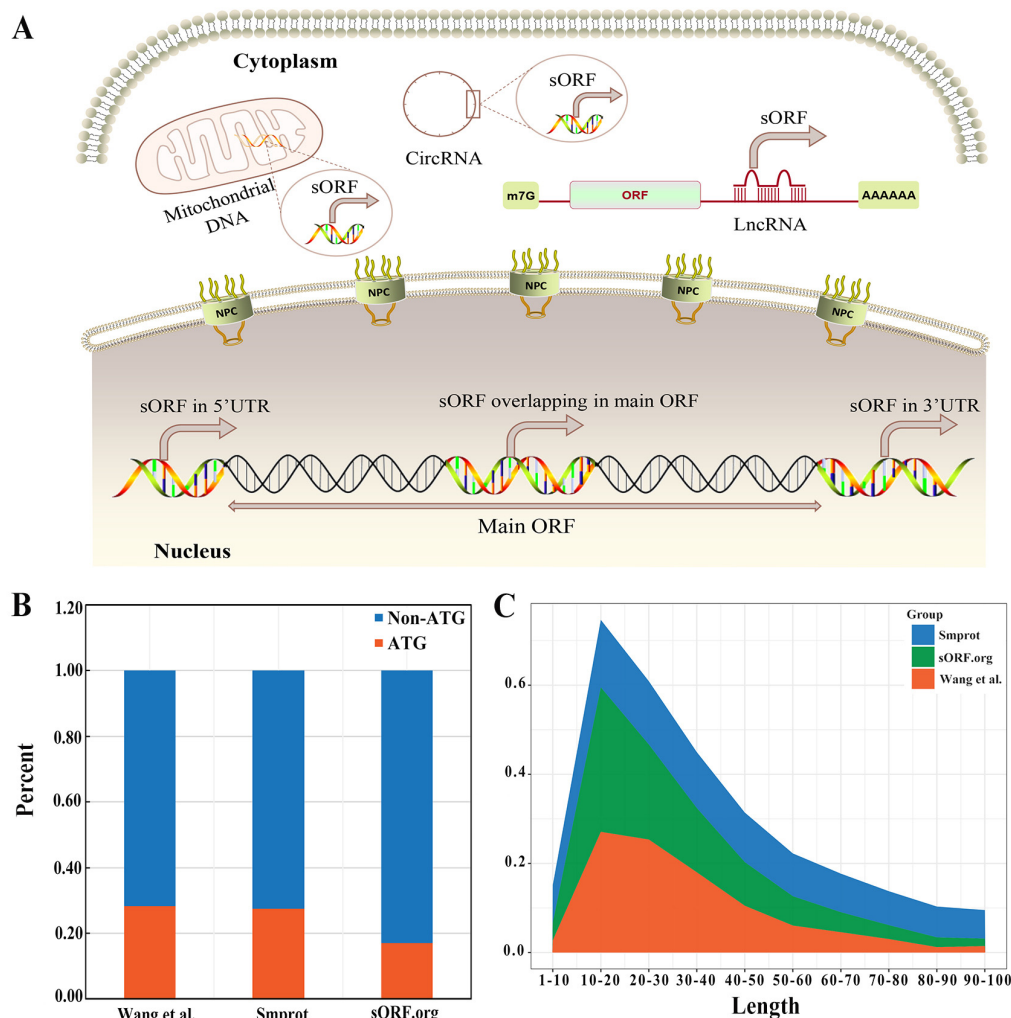 A
Cytoplasm
sORF
CircRNA
sORF
Mitochondrial
DNA
sORF
m7G
ORF
AAAAAA
LncRNA
NPC
NPC
NPC
NPC
NPC
sORF in 5'UTR
sORF overlapping in main ORF
sORF in 3'UTR
Main ORF
Nucleus
B
1.20
1.00
0.80
0.60
0.40
0.20
0.00
Percent
Non-ATG
ATG
Wang et al.
Smprot
sORF.org
C
Group
Smprot
sORF.org
Wang et al.
0.6
0.4
0.2
0.0
1-10 10-20 20-30 30-40 40-50 50-60 60-70 70-80 80-90 90-100
Length